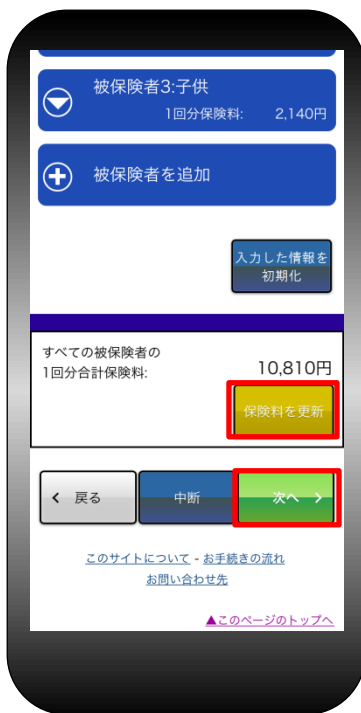 被保険者3:子供
1回分保険料: 2,140円
被保険者を追加
入力した情報を
初期化
すべての被保険者の
1回分合計保険料: 10,810円
保険料を更新
戻る 中断 次へ
このサイトについて - お手続きの流れ
お問い合わせ先
▲このページのトップへ